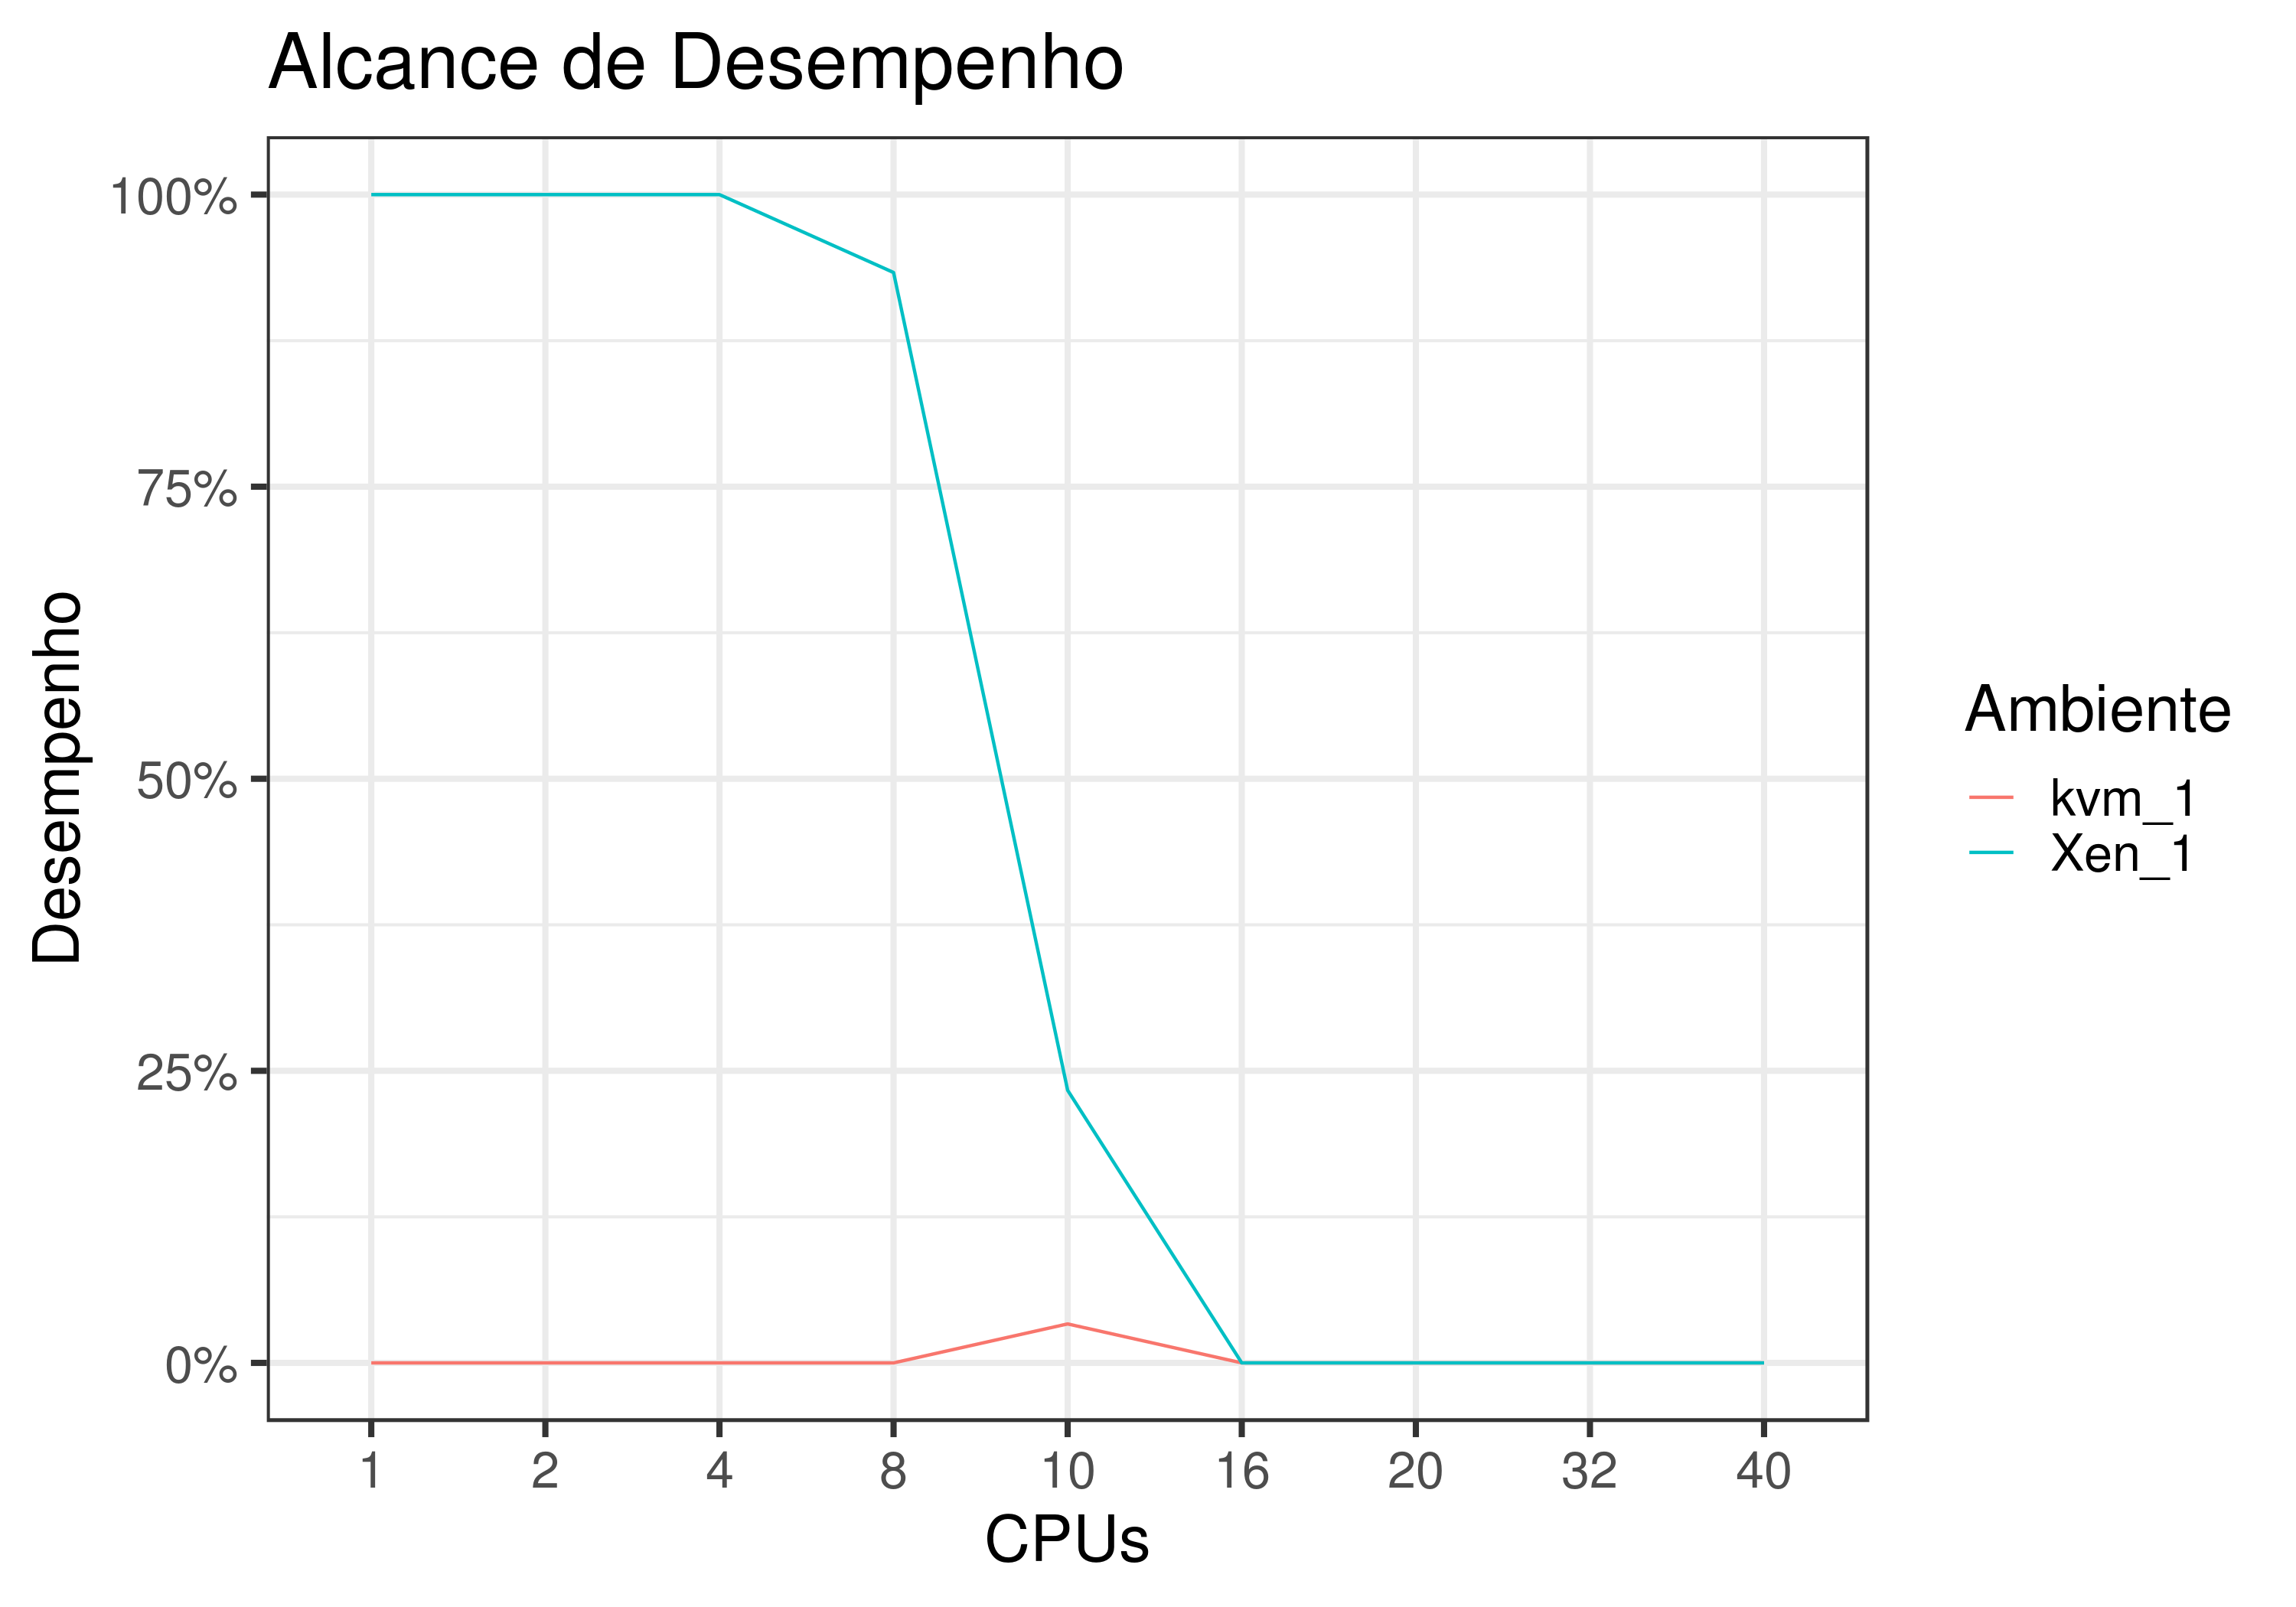 Alcance de Desempenho
100%
75%
50%
25%
0%
Desempenho
1 2 4 8 10 16 20 32 40
CPUs
Ambiente
kvm_1
Xen_1